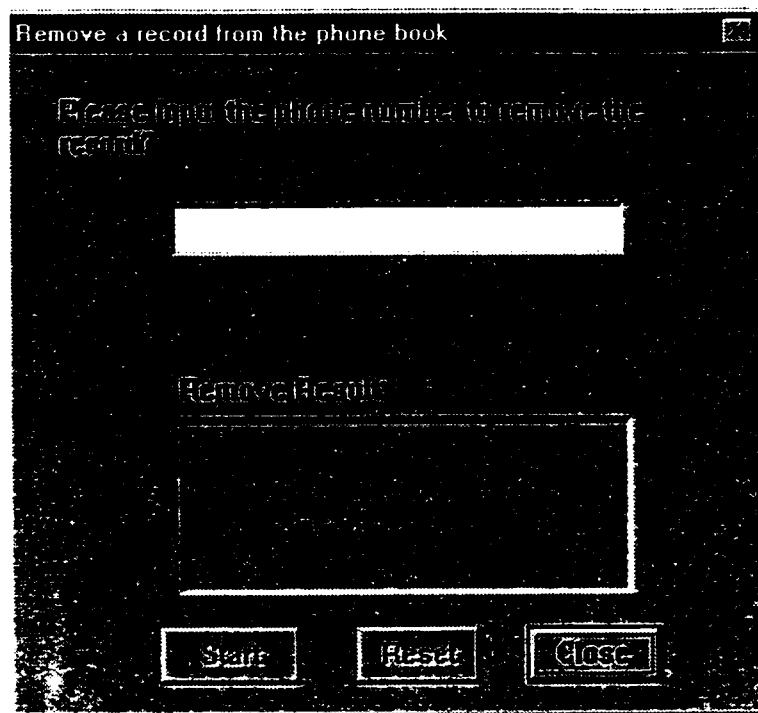 Remove a record from the phone book
Please input the phone number to remove the
record?
Remove Result
Start
Reset
Close